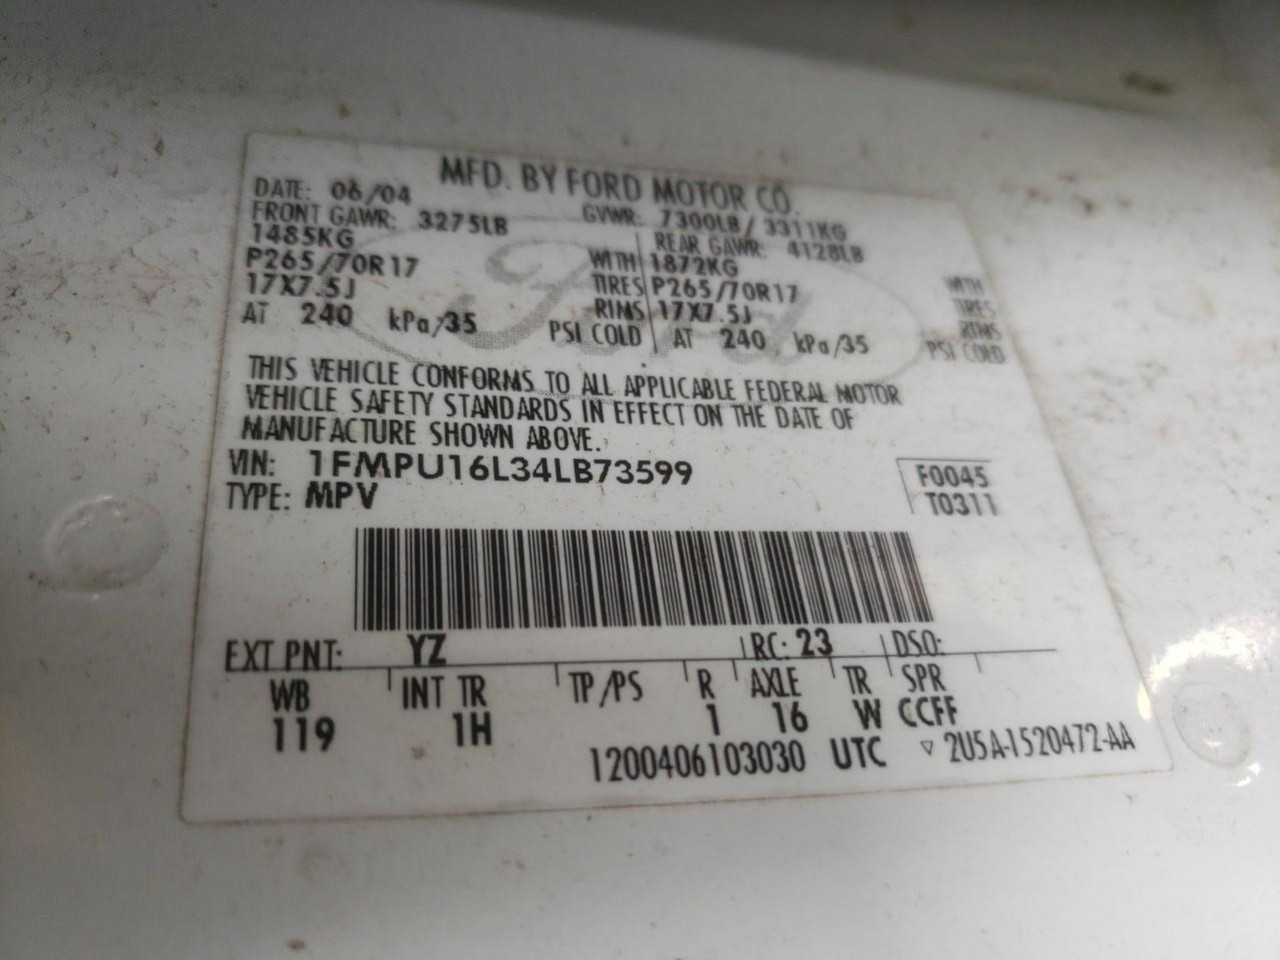 MFD. BY FORD MOTOR CO.
DATE: 06/04 GVWR: 7300LB / 3311KG
FRONT GAWR: 3275LB REAR GAWR: 4128LB
1485KG WITH 1872KG WITH
P265/70R17 TIRES P265/70R17 TIRES
17X7.5J RIMS 17X7.5J RIMS
AT 240 kPa/35 PSI COLD AT 240 kPa/35 PSI COLD
Ford
THIS VEHICLE CONFORMS TO ALL APPLICABLE FEDERAL MOTOR
VEHICLE SAFETY STANDARDS IN EFFECT ON THE DATE OF
MANUFACTURE SHOWN ABOVE.
VIN: 1FMPU16L34LB73599 F0045
TYPE: MPV T0311
EXT PNT: YZ RC: 23 DSO:
WB INT TR TP/PS R AXLE TR SPR
119 1H 1 16 W CCFF
1200406103030 UTC ▿ 2U5A-1520472-AA